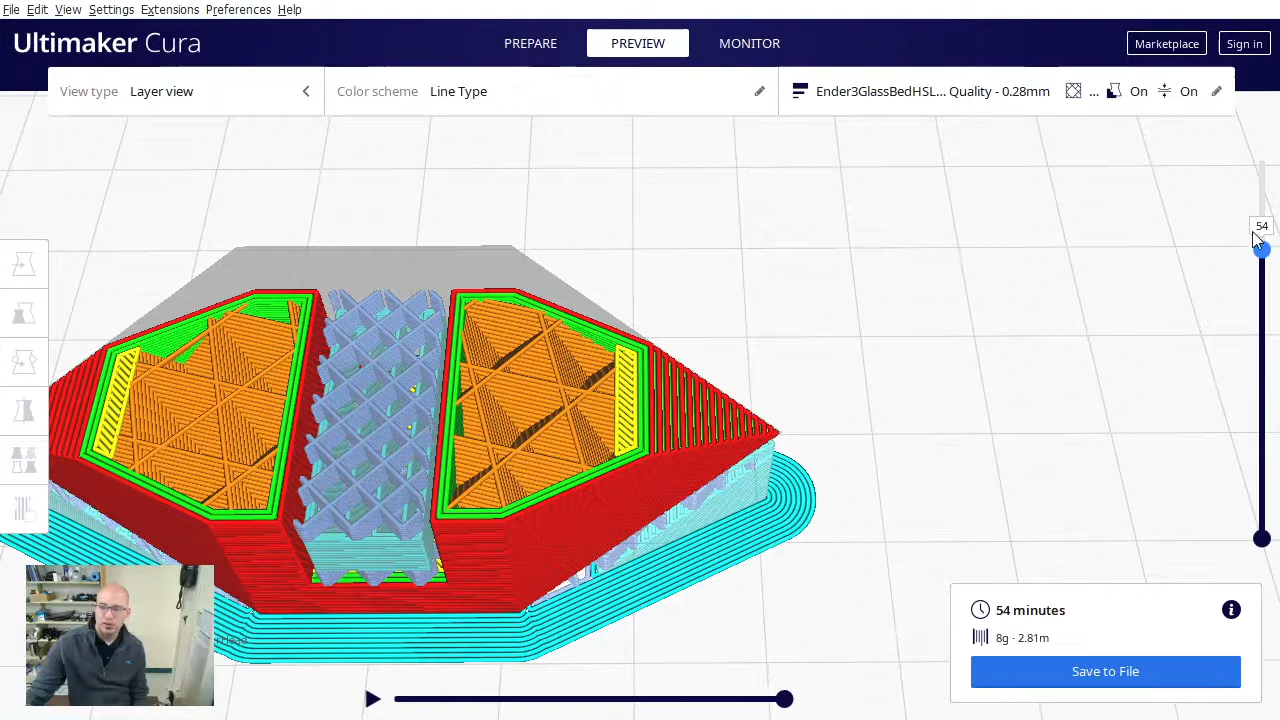 File Edit View Settings Extensions Preferences Help
Ultimaker Cura
PREPARE PREVIEW MONITOR
Marketplace Sign in
View type Layer view
Color scheme Line Type
Ender3GlassBedHSL... Quality - 0.28mm ... On On
54
54 minutes
8g · 2.81m
Save to File